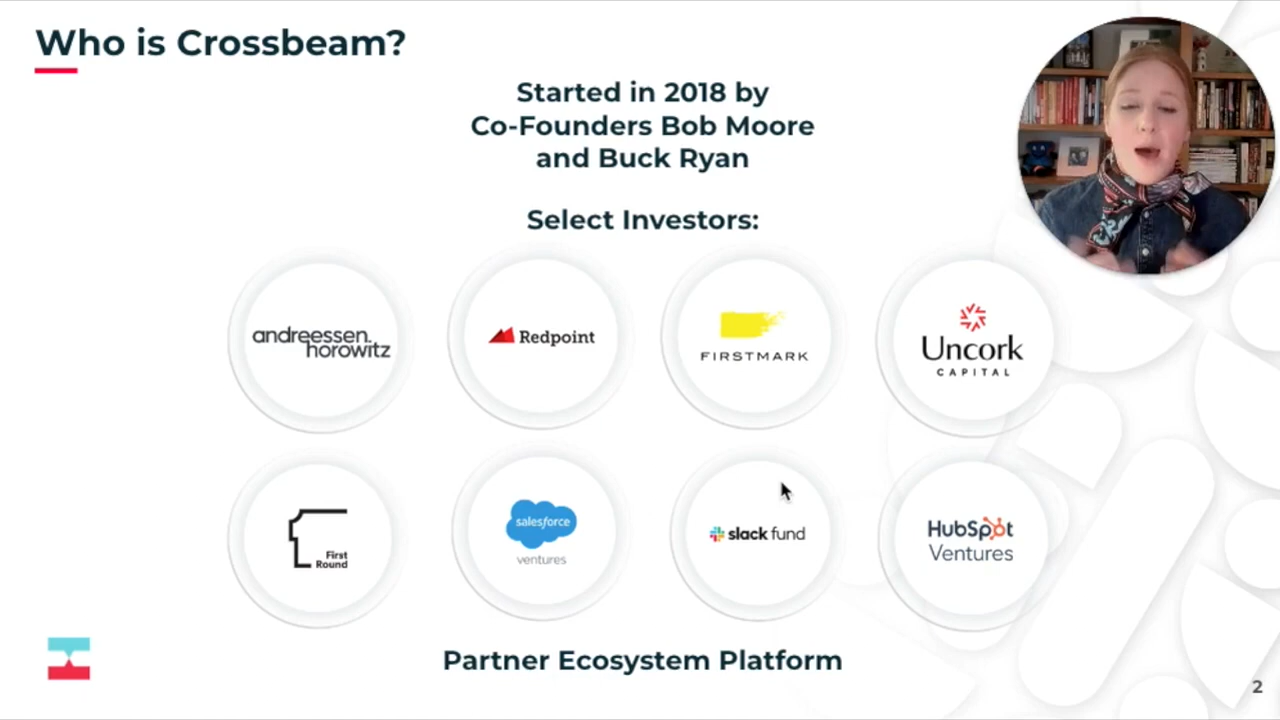 Who is Crossbeam?
Started in 2018 by
Co-Founders Bob Moore
and Buck Ryan
Select Investors:
andreessen.
horowitz
Redpoint
FIRSTMARK
Uncork
CAPITAL
First
Round
salesforce
ventures
slack fund
HubSpot
Ventures
Partner Ecosystem Platform
2